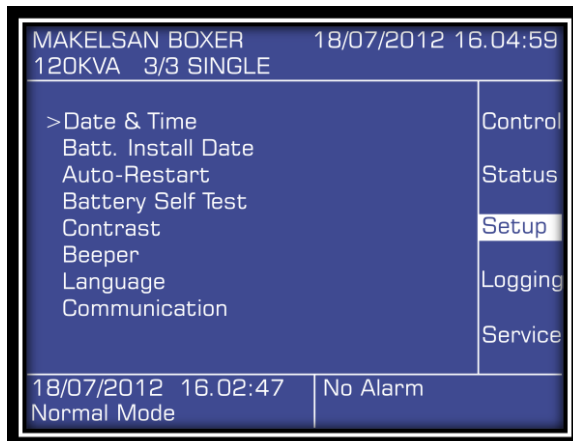 MAKELSAN BOXER 18/07/2012 16.04:59
120KVA 3/3 SINGLE
>Date & Time
Batt. Install Date
Auto-Restart
Battery Self Test
Contrast
Beeper
Language
Communication
Control
Status
Setup
Logging
Service
18/07/2012 16.02:47
Normal Mode
No Alarm